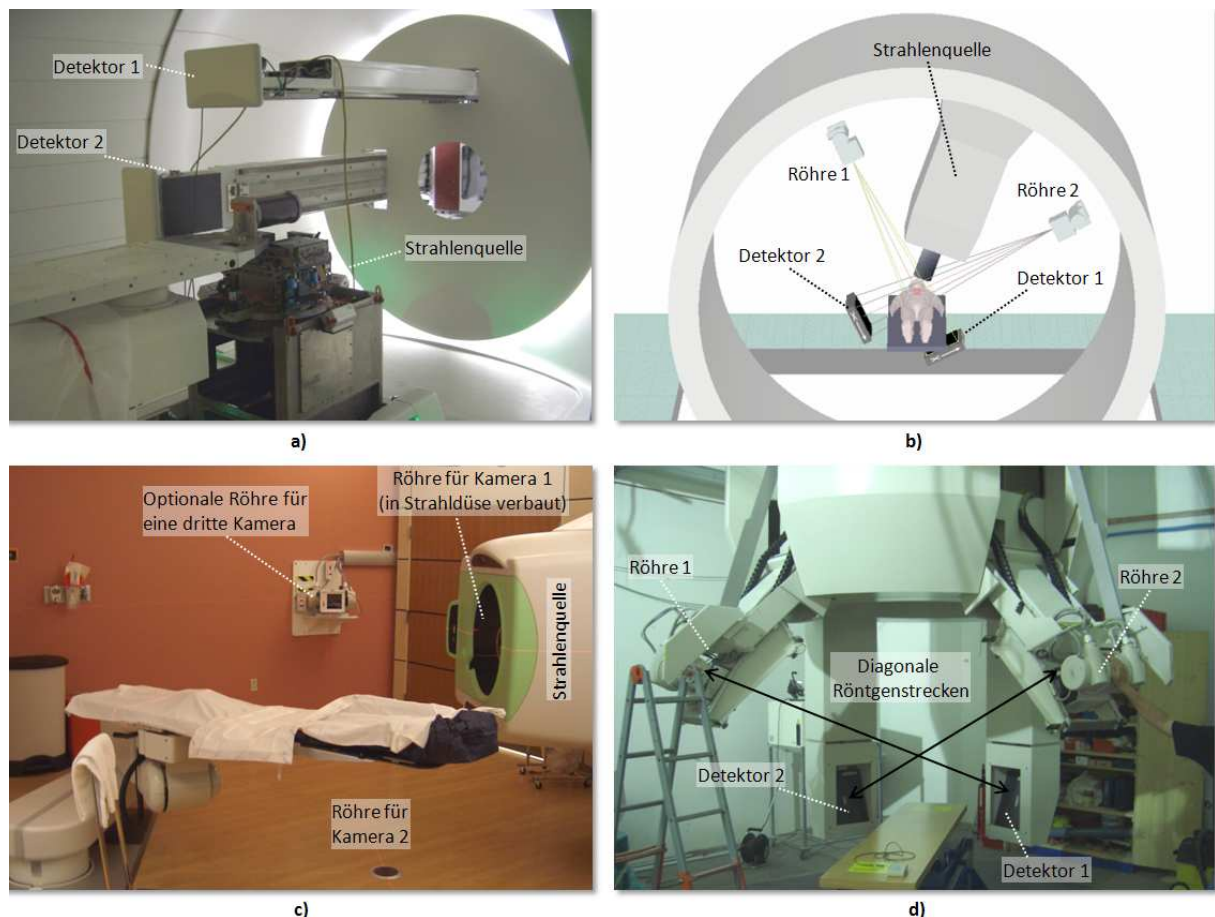 Detektor 1
Detektor 2
Strahlenquelle
a)
Strahlenquelle
Röhre 1
Röhre 2
Detektor 2
Detektor 1
b)
Optionale Röhre für
eine dritte Kamera
Röhre für Kamera 1
(in Strahldüse verbaut)
Strahlenquelle
Röhre für
Kamera 2
c)
Röhre 1
Röhre 2
Diagonale
Röntgenstrecken
Detektor 2
Detektor 1
d)